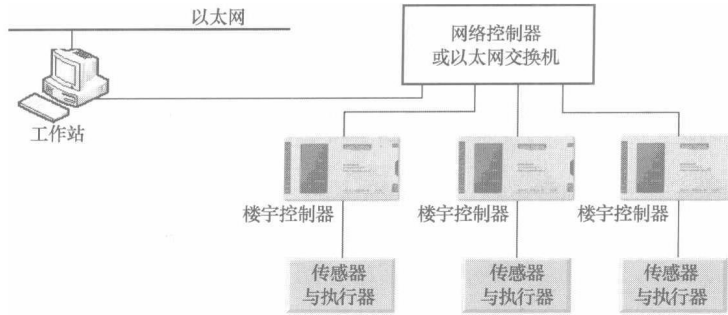 以太网
网络控制器
或以太网交换机
工作站
楼宇控制器
楼宇控制器
楼宇控制器
传感器
与执行器
传感器
与执行器
传感器
与执行器